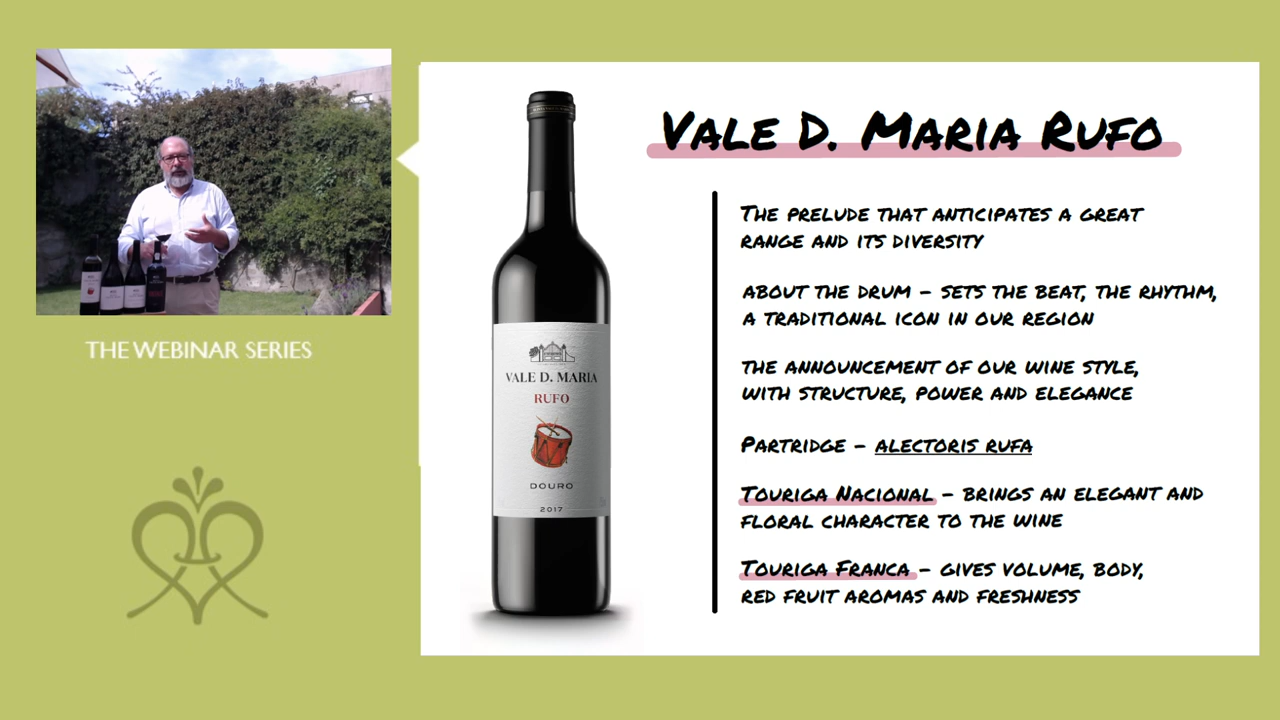 THE WEBINAR SERIES
VALE D. MARIA RUFO
THE PRELUDE THAT ANTICIPATES A GREAT
RANGE AND ITS DIVERSITY
ABOUT THE DRUM – SETS THE BEAT, THE RHYTHM,
A TRADITIONAL ICON IN OUR REGION
THE ANNOUNCEMENT OF OUR WINE STYLE,
WITH STRUCTURE, POWER AND ELEGANCE
PARTRIDGE – ALECTORIS RUFA
TOURIGA NACIONAL – BRINGS AN ELEGANT AND
FLORAL CHARACTER TO THE WINE
TOURIGA FRANCA – GIVES VOLUME, BODY,
RED FRUIT AROMAS AND FRESHNESS
VALE D. MARIA
RUFO
DOURO
2017